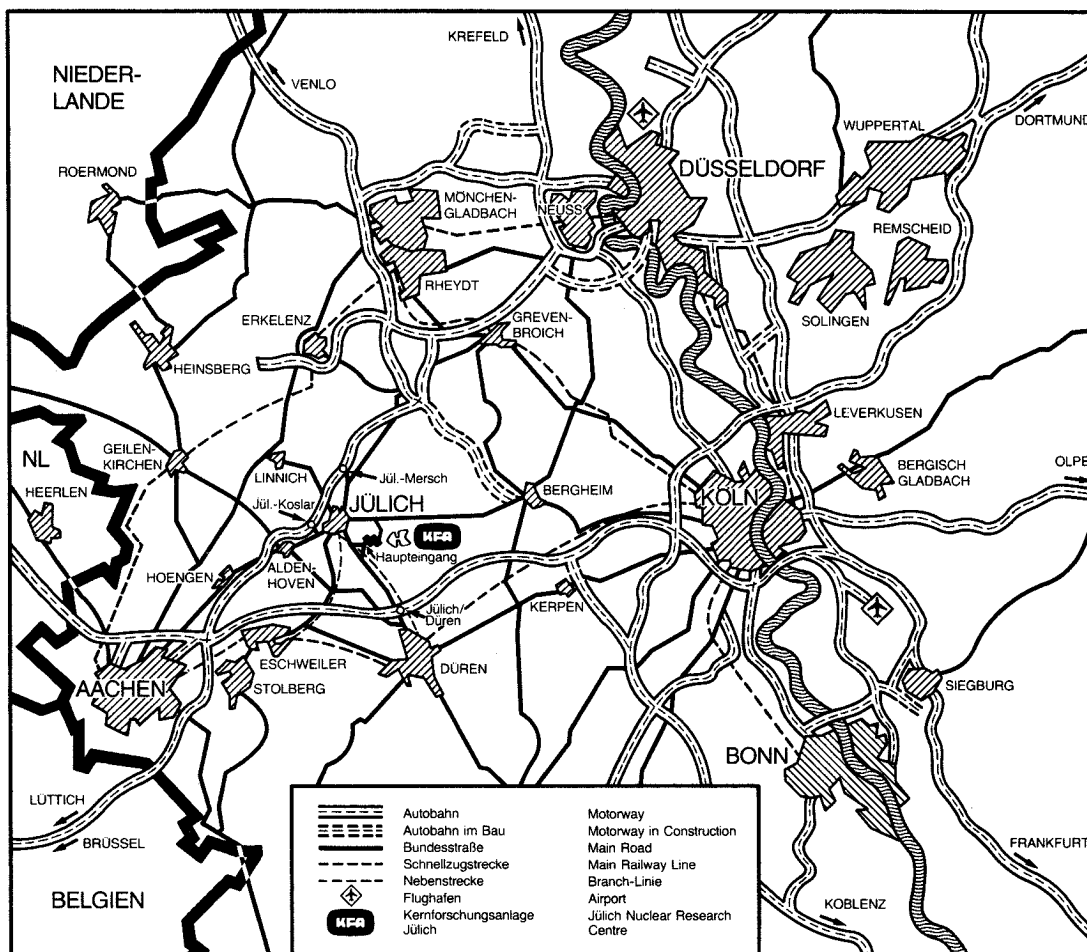 KREFELD
NIEDER-
LANDE
VENLO
DORTMUND
WUPPERTAL
DÜSSELDORF
ROERMOND
MÖNCHEN-
GLADBACH
NEUSS
REMSCHEID
RHEYDT
SOLINGEN
ERKELENZ
GREVEN-
BROICH
HEINSBERG
LEVERKUSEN
GEILEN-
KIRCHEN
NL
HEERLEN
LINNICH
Jül.-Mersch
BERGISCH
GLADBACH
OLPE
BERGHEIM
KÖLN
Jül.-Koslar
JÜLICH
KFA
Haupteingang
HOENGEN
ALDEN-
HOVEN
KERPEN
Jülich/
Düren
ESCHWEILER
DÜREN
AACHEN
STOLBERG
SIEGBURG
BONN
LÜTTICH
BRÜSSEL
FRANKFURT
BELGIEN
KOBLENZ
Autobahn Motorway
Autobahn im Bau Motorway in Construction
Bundesstraße Main Road
Schnellzugstrecke Main Railway Line
Nebenstrecke Branch-Linie
Flughafen Airport
KFA Kernforschungsanlage Jülich Nuclear Research
Jülich Centre